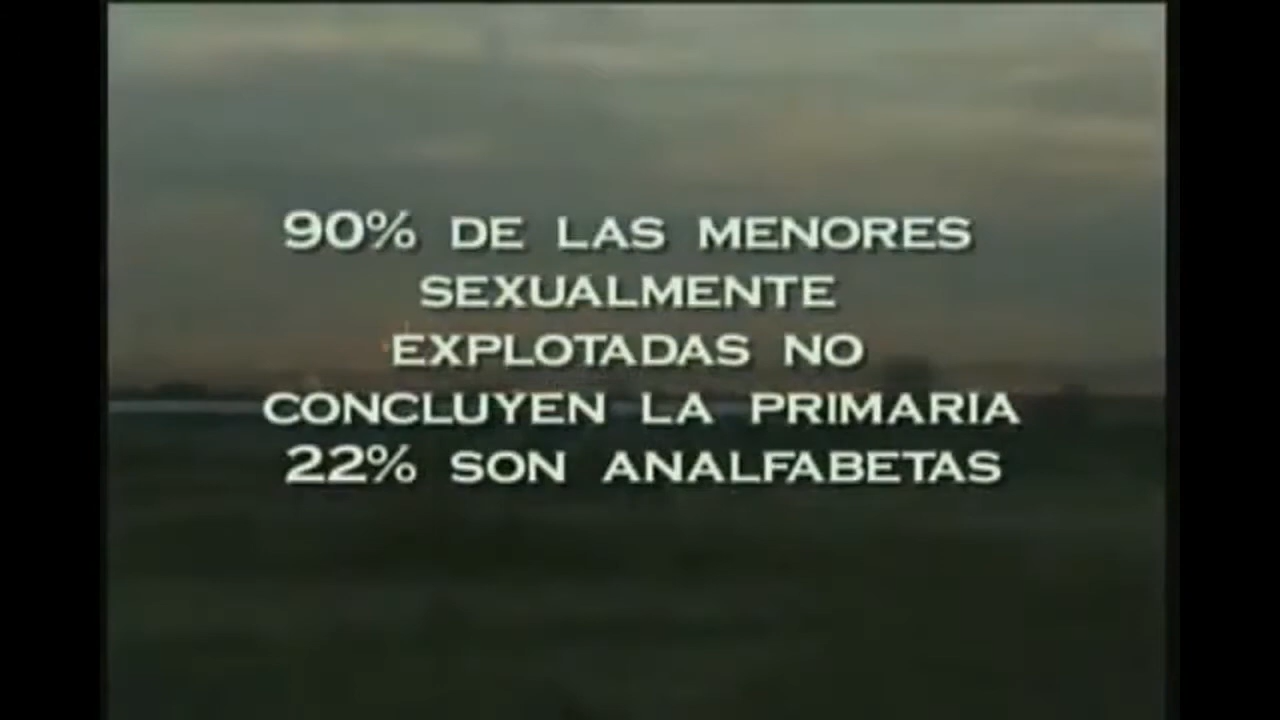 90% DE LAS MENORES
SEXUALMENTE
EXPLOTADAS NO
CONCLUYEN LA PRIMARIA
22% SON ANALFABETAS